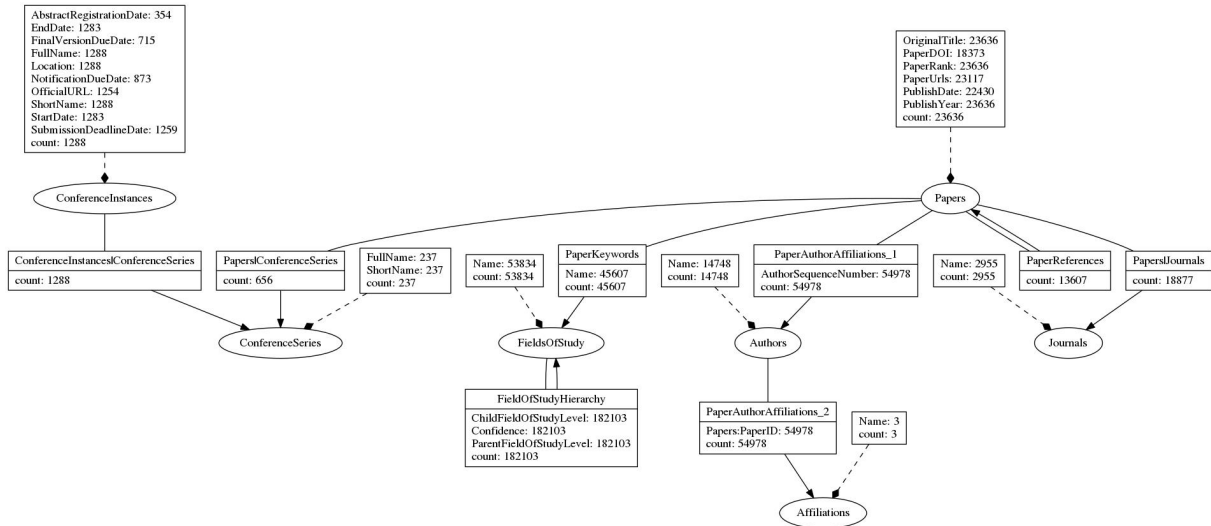 AbstractRegistrationDate: 354
EndDate: 1283
FinalVersionDueDate: 715
FullName: 1288
Location: 1288
NotificationDueDate: 873
OfficialURL: 1254
ShortName: 1288
StartDate: 1283
SubmissionDeadlineDate: 1259
count: 1288
OriginalTitle: 23636
PaperDOI: 18373
PaperRank: 23636
PaperUrls: 23117
PublishDate: 22430
PublishYear: 23636
count: 23636
ConferenceInstances
Papers
ConferenceInstances|ConferenceSeries
count: 1288
Papers|ConferenceSeries
count: 656
FullName: 237
ShortName: 237
count: 237
Name: 53834
count: 53834
PaperKeywords
Name: 45607
count: 45607
Name: 14748
count: 14748
PaperAuthorAffiliations_1
AuthorSequenceNumber: 54978
count: 54978
Name: 2955
count: 2955
PaperReferences
count: 13607
Papers|Journals
count: 18877
ConferenceSeries
FieldsOfStudy
Authors
Journals
FieldOfStudyHierarchy
ChildFieldOfStudyLevel: 182103
Confidence: 182103
ParentFieldOfStudyLevel: 182103
count: 182103
PaperAuthorAffiliations_2
Papers:PaperID: 54978
count: 54978
Name: 3
count: 3
Affiliations